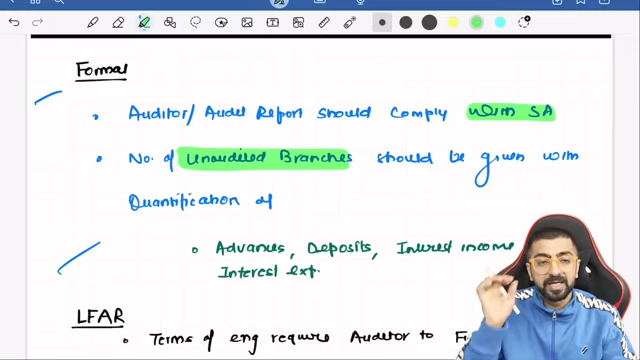 Formal
• Auditor/Audit Report should comply with SA
• No. of Unaudited Branches should be given with
Quantification of
• Advances, Deposits, Interest income
Interest exp.
LFAR
• Terms of eng require Auditor to